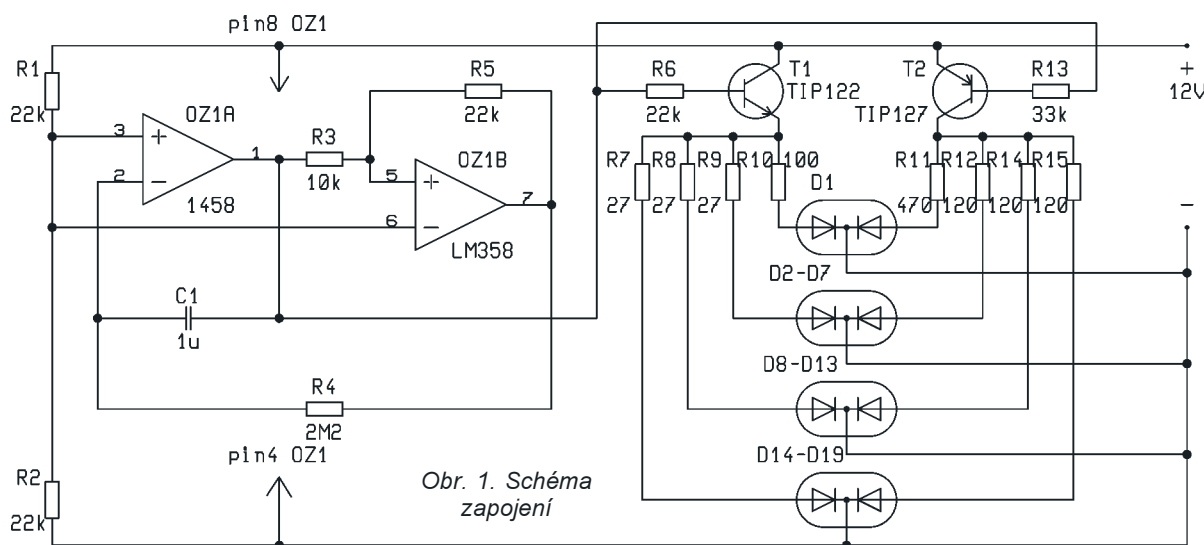 pin8 OZ1
R1
22k
OZ1A
3
2
1
1458
R3
10k
R5
22k
OZ1B
5
6
7
LM358
C1
1u
R4
2M2
pin4 OZ1
R2
22k
Obr. 1. Schéma
zapojení
R6
22k
T1
TIP122
T2
TIP127
R13
33k
+
12V
−
R7 R8 R9 R10 100
27 27 27
R11 R12 R14 R15
470 120 120 120
D1
D2-D7
D8-D13
D14-D19